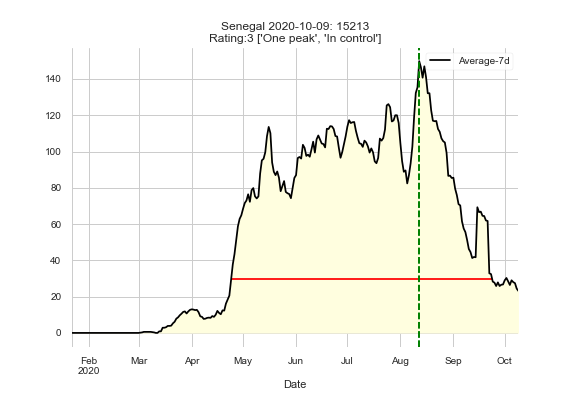 Senegal 2020-10-09: 15213
Rating:3 ['One peak', 'In control']
Average-7d
140
120
100
80
60
40
20
0
Feb Mar Apr May Jun Jul Aug Sep Oct
2020
Date